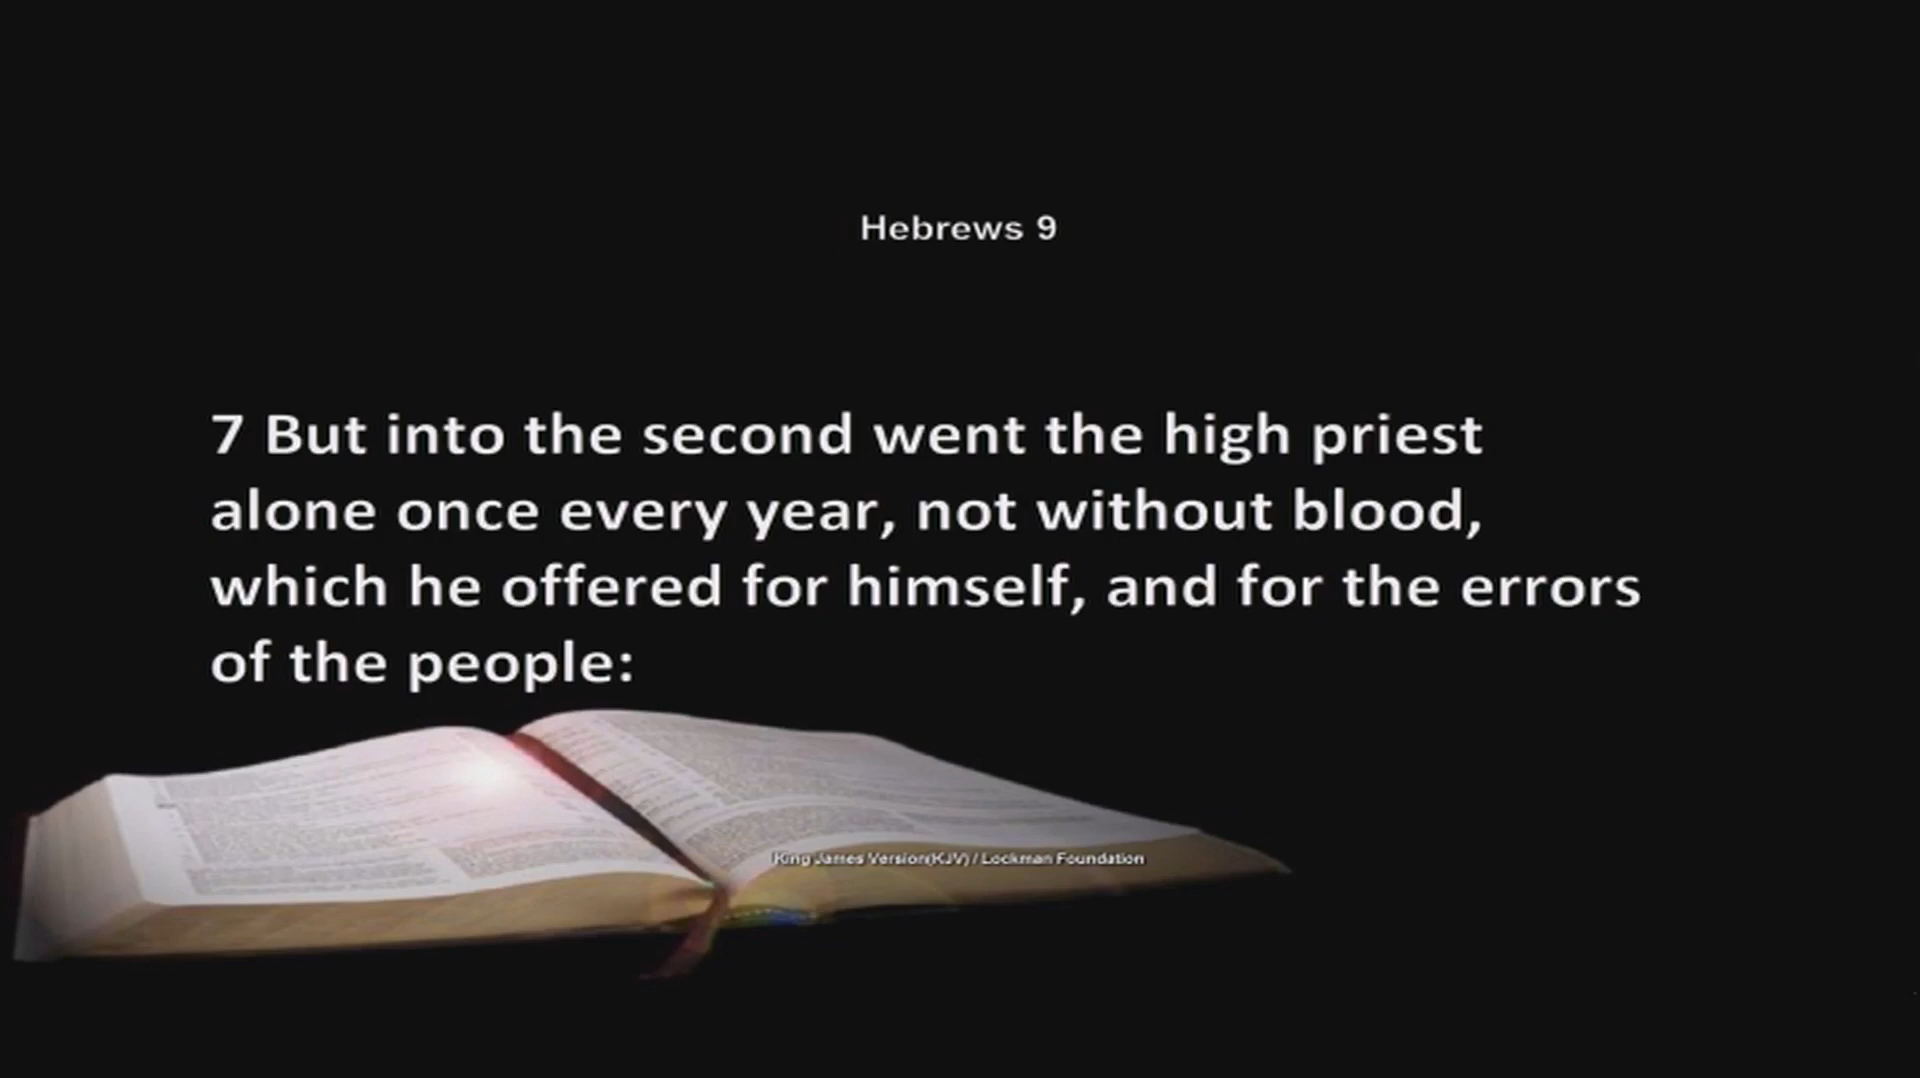 Hebrews 9
7 But into the second went the high priest
alone once every year, not without blood,
which he offered for himself, and for the errors
of the people:
King James Version(KJV) / Lockman Foundation